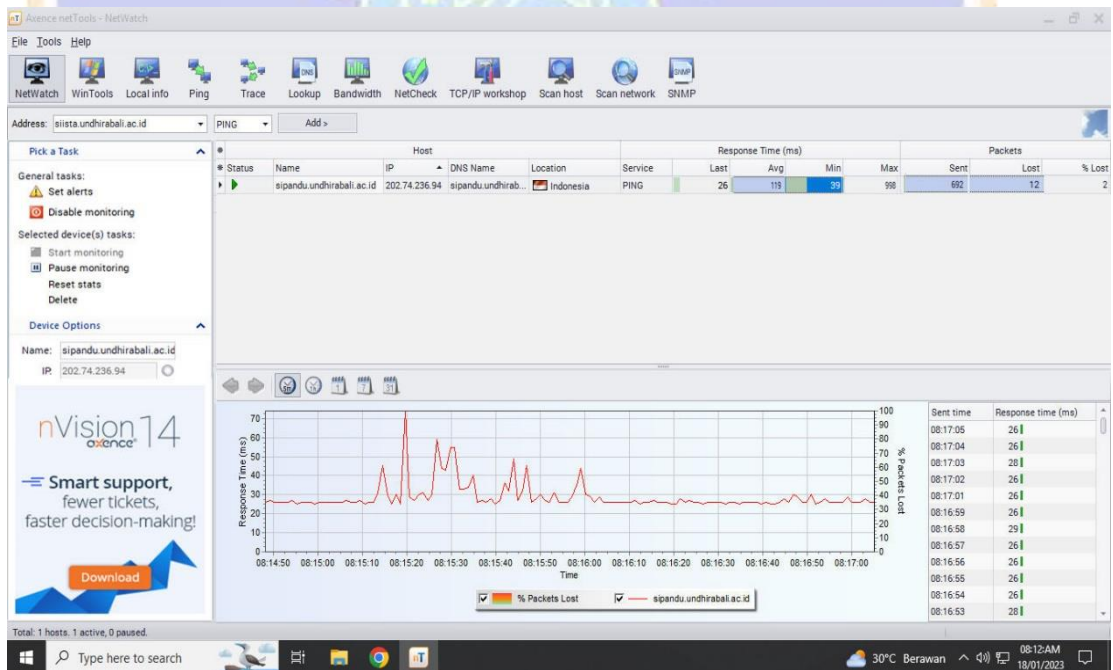 Axence netTools - NetWatch
File Tools Help
NetWatch WinTools Local info Ping Trace Lookup Bandwidth NetCheck TCP/IP workshop Scan host Scan network SNMP
Address: siista.undhirabali.ac.id PING Add >
Pick a Task
General tasks:
Set alerts
Disable monitoring
Selected device(s) tasks:
Start monitoring
Pause monitoring
Reset stats
Delete
Device Options
Name: sipandu.undhirabali.ac.id
IP: 202.74.236.94
nVision 14
axence
Smart support,
fewer tickets,
faster decision-making!
Download
Host Response Time (ms) Packets
Status Name IP DNS Name Location Service Last Avg Min Max Sent Lost % Lost
sipandu.undhirabali.ac.id 202.74.236.94 sipandu.undhirab... Indonesia PING 26 119 39 998 692 12 2
Response Time (ms)
70
60
50
40
30
20
10
0
100
90
80
70
60
50
40
30
20
10
0
% Packets Lost
08:14:50 08:15:00 08:15:10 08:15:20 08:15:30 08:15:40 08:15:50 08:16:00 08:16:10 08:16:20 08:16:30 08:16:40 08:16:50 08:17:00
Time
% Packets Lost sipandu.undhirabali.ac.id
Sent time Response time (ms)
08:17:05 26
08:17:04 26
08:17:03 28
08:17:02 26
08:17:01 26
08:16:59 26
08:16:58 29
08:16:57 26
08:16:56 26
08:16:55 26
08:16:54 26
08:16:53 28
Total: 1 hosts. 1 active, 0 paused.
Type here to search
30°C Berawan
08:12AM
18/01/2023